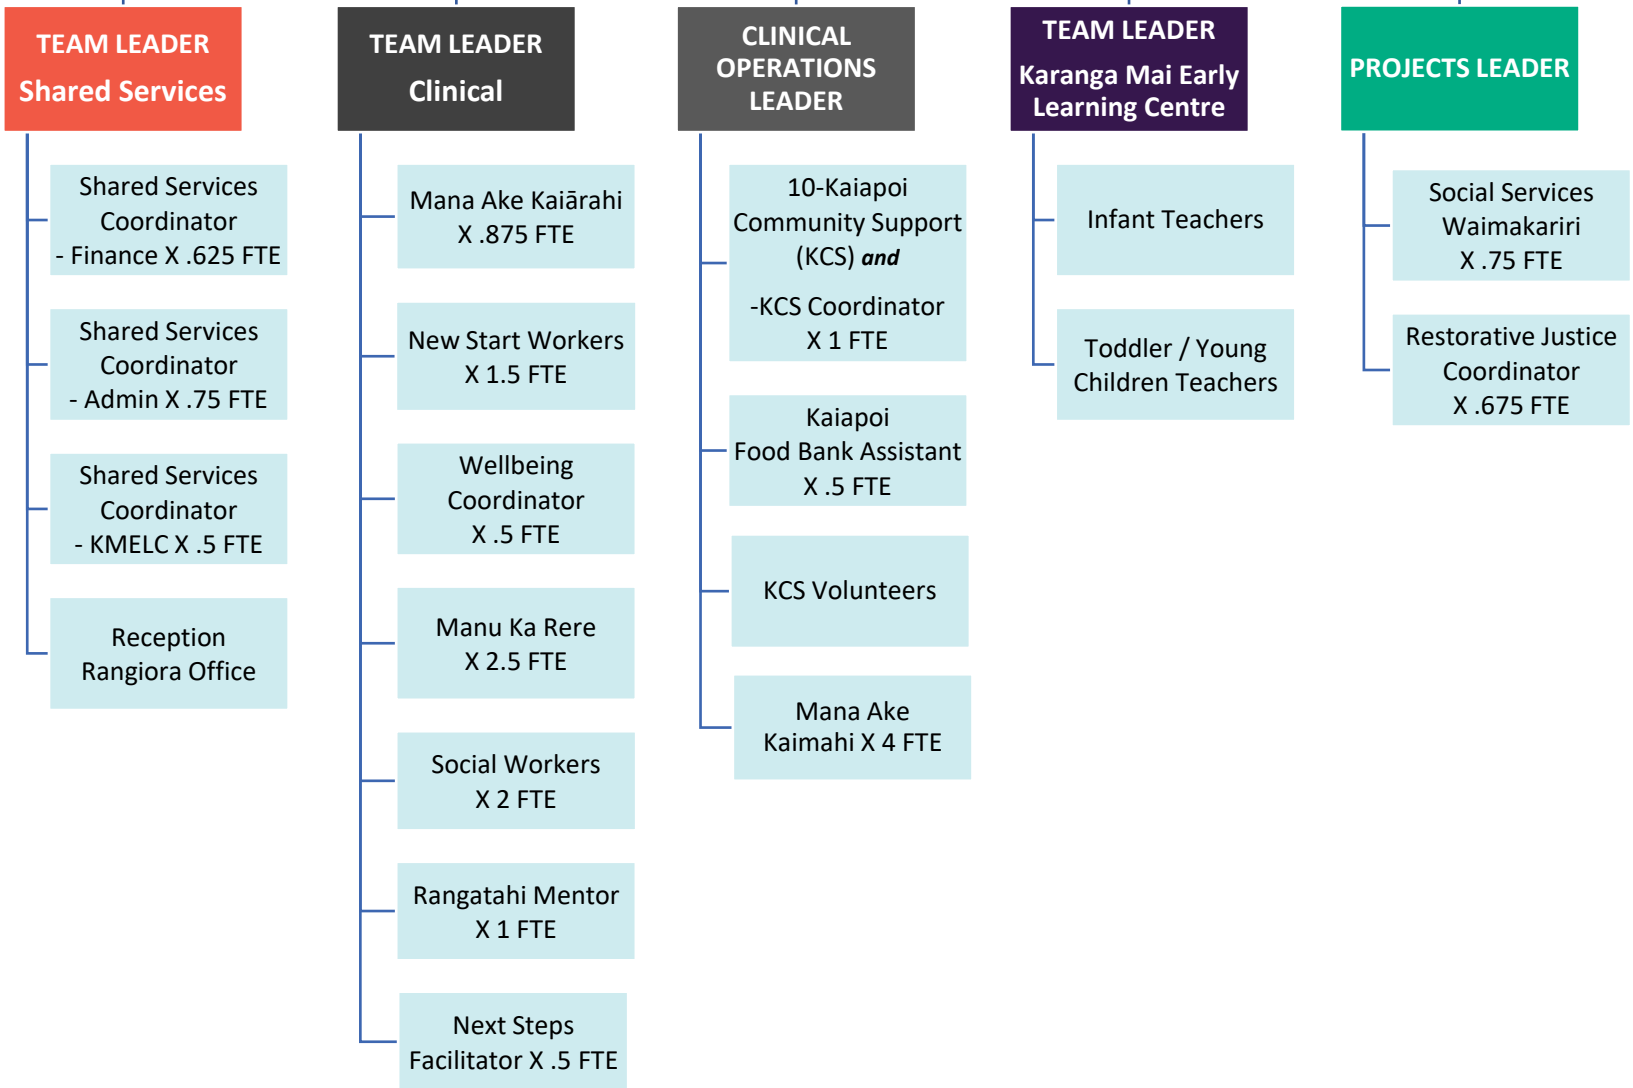 TEAM LEADER
Shared Services
Shared Services
Coordinator
- Finance X .625 FTE
Shared Services
Coordinator
- Admin X .75 FTE
Shared Services
Coordinator
- KMELC X .5 FTE
Reception
Rangiora Office
TEAM LEADER
Clinical
Mana Ake Kaiārahi
X .875 FTE
New Start Workers
X 1.5 FTE
Wellbeing
Coordinator
X .5 FTE
Manu Ka Rere
X 2.5 FTE
Social Workers
X 2 FTE
Rangatahi Mentor
X 1 FTE
Next Steps
Facilitator X .5 FTE
CLINICAL
OPERATIONS
LEADER
10-Kaiapoi
Community Support
(KCS) and
-KCS Coordinator
X 1 FTE
Kaiapoi
Food Bank Assistant
X .5 FTE
KCS Volunteers
Mana Ake
Kaimahi X 4 FTE
TEAM LEADER
Karanga Mai Early
Learning Centre
Infant Teachers
Toddler / Young
Children Teachers
PROJECTS LEADER
Social Services
Waimakariri
X .75 FTE
Restorative Justice
Coordinator
X .675 FTE